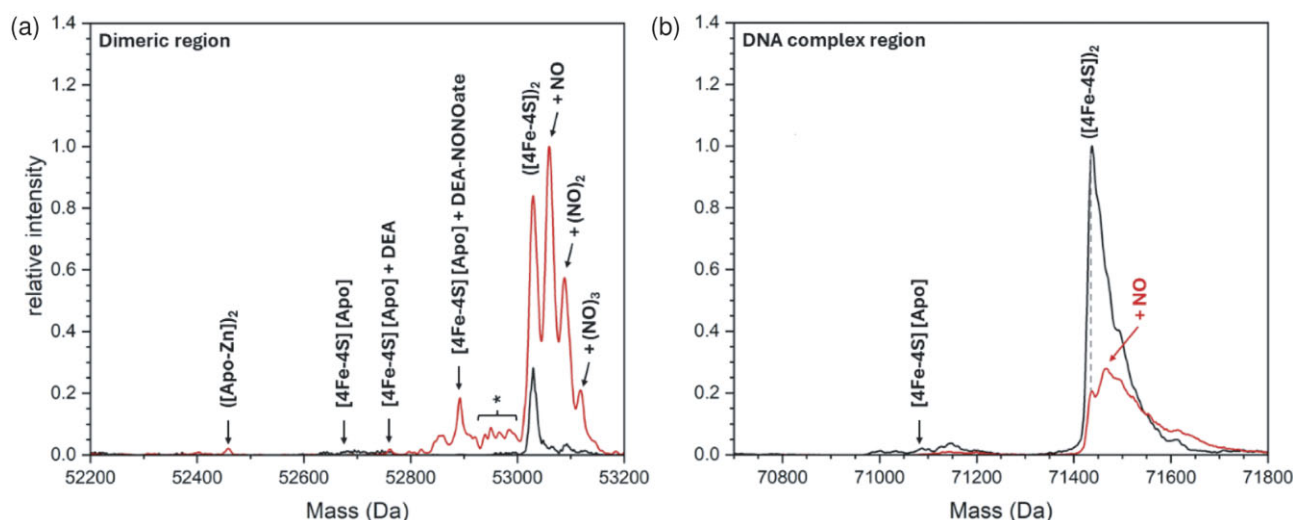 (a)
Dimeric region
1.4
1.2
1.0
0.8
0.6
0.4
0.2
0.0
relative intensity
([Apo-Zn])₂
[4Fe-4S] [Apo]
[4Fe-4S] [Apo] + DEA
[4Fe-4S] [Apo] + DEA-NONOate
*
([4Fe-4S])₂
+ NO
+ (NO)₂
+ (NO)₃
52200
52400
52600
52800
53000
53200
Mass (Da)
(b)
DNA complex region
1.4
1.2
1.0
0.8
0.6
0.4
0.2
0.0
[4Fe-4S] [Apo]
([4Fe-4S])₂
+ NO
70800
71000
71200
71400
71600
71800
Mass (Da)